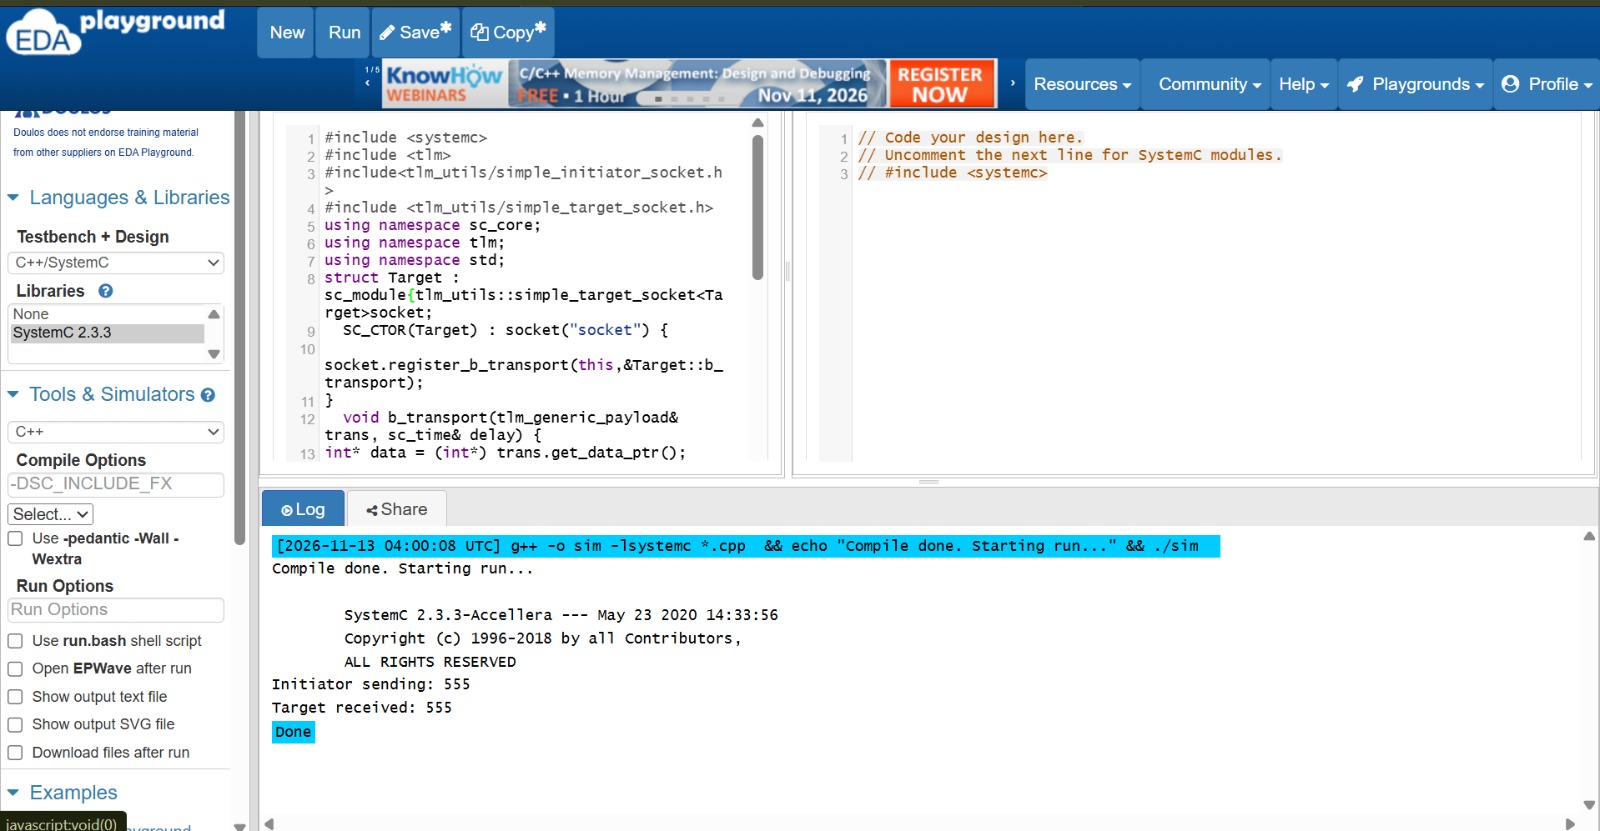 EDA playground
New
Run
Save*
Copy*
1/5
KnowHow
WEBINARS
C/C++ Memory Management: Design and Debugging
FREE • 1 Hour
Nov 11, 2026
REGISTER
NOW
Resources
Community
Help
Playgrounds
Profile
DOULOS
Doulos does not endorse training material
from other suppliers on EDA Playground.
Languages & Libraries
Testbench + Design
C++/SystemC
Libraries
None
SystemC 2.3.3
Tools & Simulators
C++
Compile Options
-DSC_INCLUDE_FX
Select...
Use -pedantic -Wall -
Wextra
Run Options
Run Options
Use run.bash shell script
Open EPWave after run
Show output text file
Show output SVG file
Download files after run
Examples
javascript:void(0)
1 #include <systemc>
2 #include <tlm>
3 #include<tlm_utils/simple_initiator_socket.h
>
4 #include <tlm_utils/simple_target_socket.h>
5 using namespace sc_core;
6 using namespace tlm;
7 using namespace std;
8 struct Target :
sc_module{tlm_utils::simple_target_socket<Ta
rget>socket;
9 SC_CTOR(Target) : socket("socket") {
10
socket.register_b_transport(this,&Target::b_
transport);
11 }
12 void b_transport(tlm_generic_payload&
trans, sc_time& delay) {
13 int* data = (int*) trans.get_data_ptr();
1 // Code your design here.
2 // Uncomment the next line for SystemC modules.
3 // #include <systemc>
Log
Share
[2026-11-13 04:00:08 UTC] g++ -o sim -lsystemc *.cpp && echo "Compile done. Starting run..." && ./sim
Compile done. Starting run...
SystemC 2.3.3-Accellera --- May 23 2020 14:33:56
Copyright (c) 1996-2018 by all Contributors,
ALL RIGHTS RESERVED
Initiator sending: 555
Target received: 555
Done